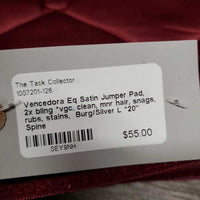 The Tack Collector
1007201-126
Vencedora Eq Satin Jumper Pad,
2x bling *vgc, clean, mnr hair, snags,
rubs, stains, Burg/Silver L *20"
Spine
$55.00
SEY9NH